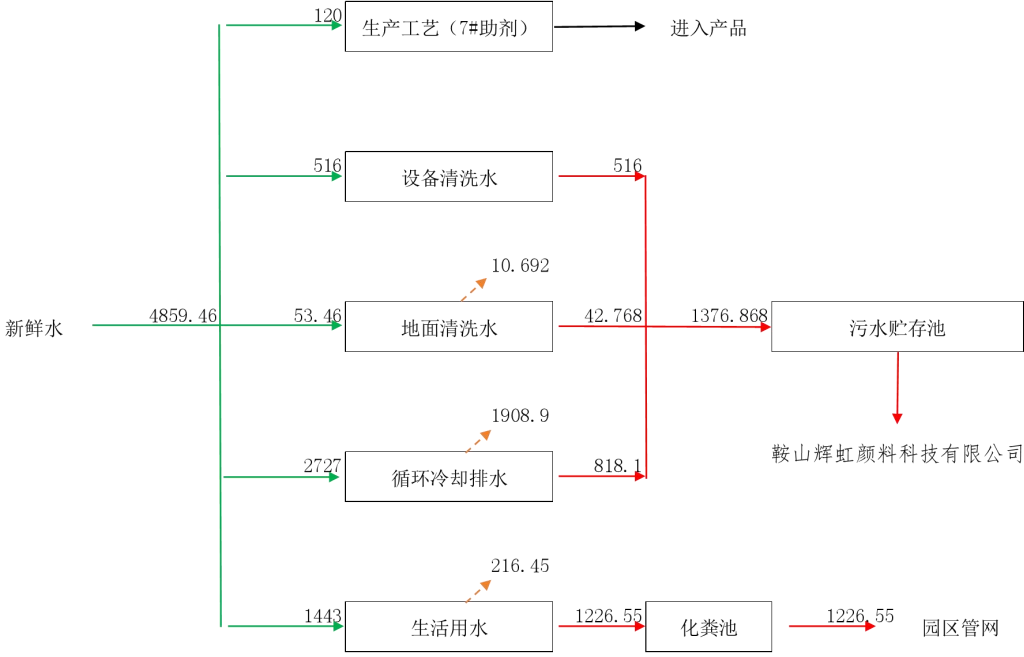 120
生产工艺（7#助剂）
进入产品
516
设备清洗水
516
10.692
新鲜水
4859.46
53.46
地面清洗水
42.768
1376.868
污水贮存池
1908.9
2727
循环冷却排水
818.1
鞍山辉虹颜料科技有限公司
216.45
1443
生活用水
1226.55
化粪池
1226.55
园区管网